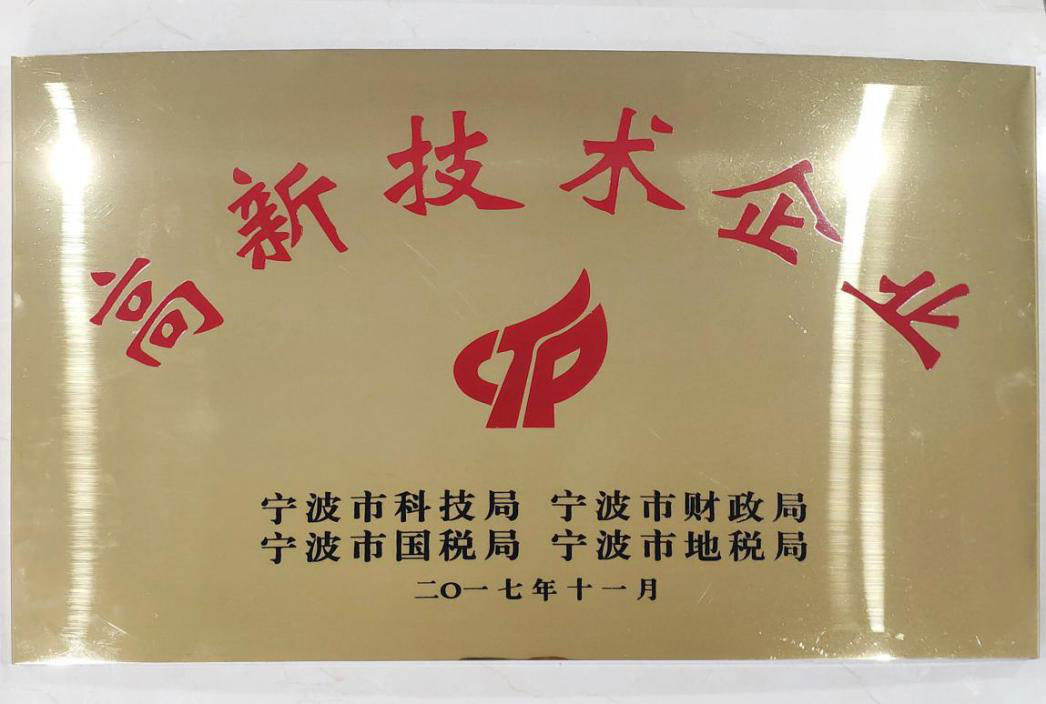 高新技术企业
宁波市科技局 宁波市财政局
宁波市国税局 宁波市地税局
二〇一七年十一月